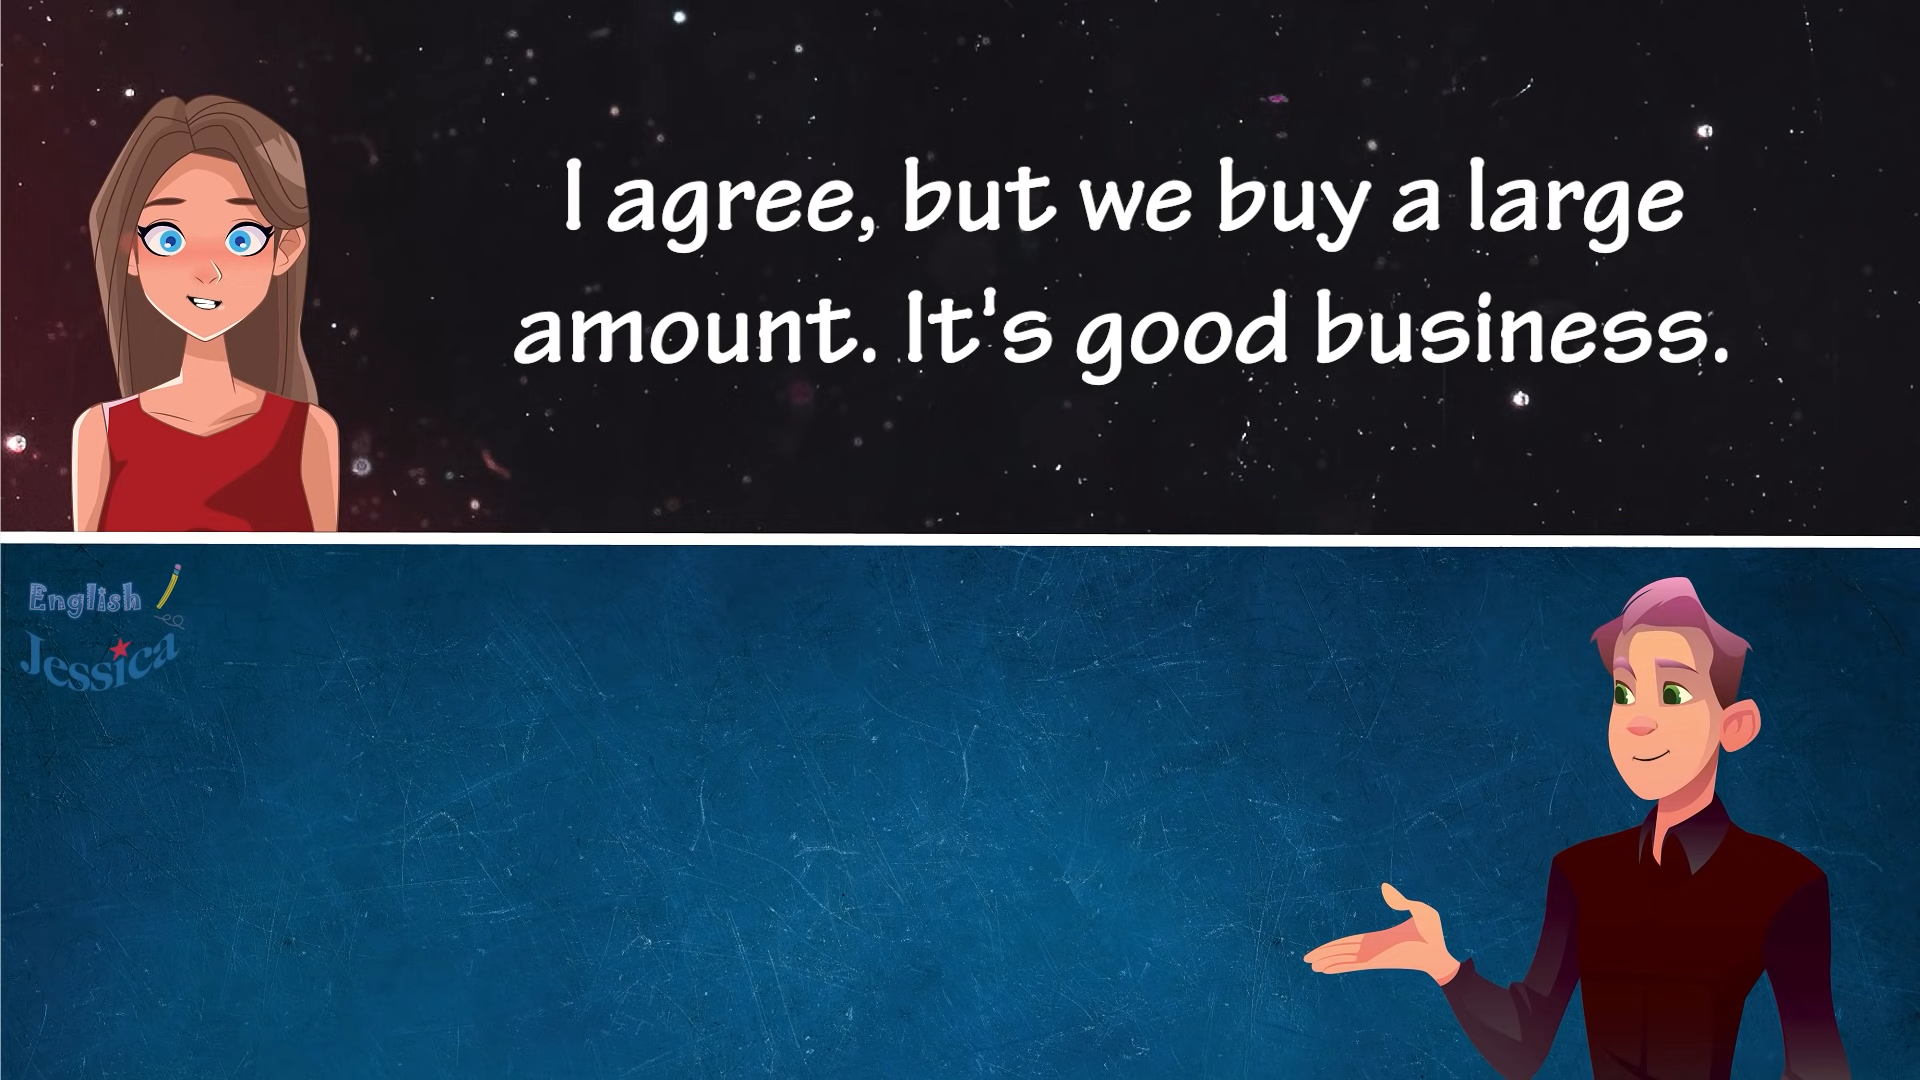 I agree, but we buy a large
amount. It's good business.
English
Jessica